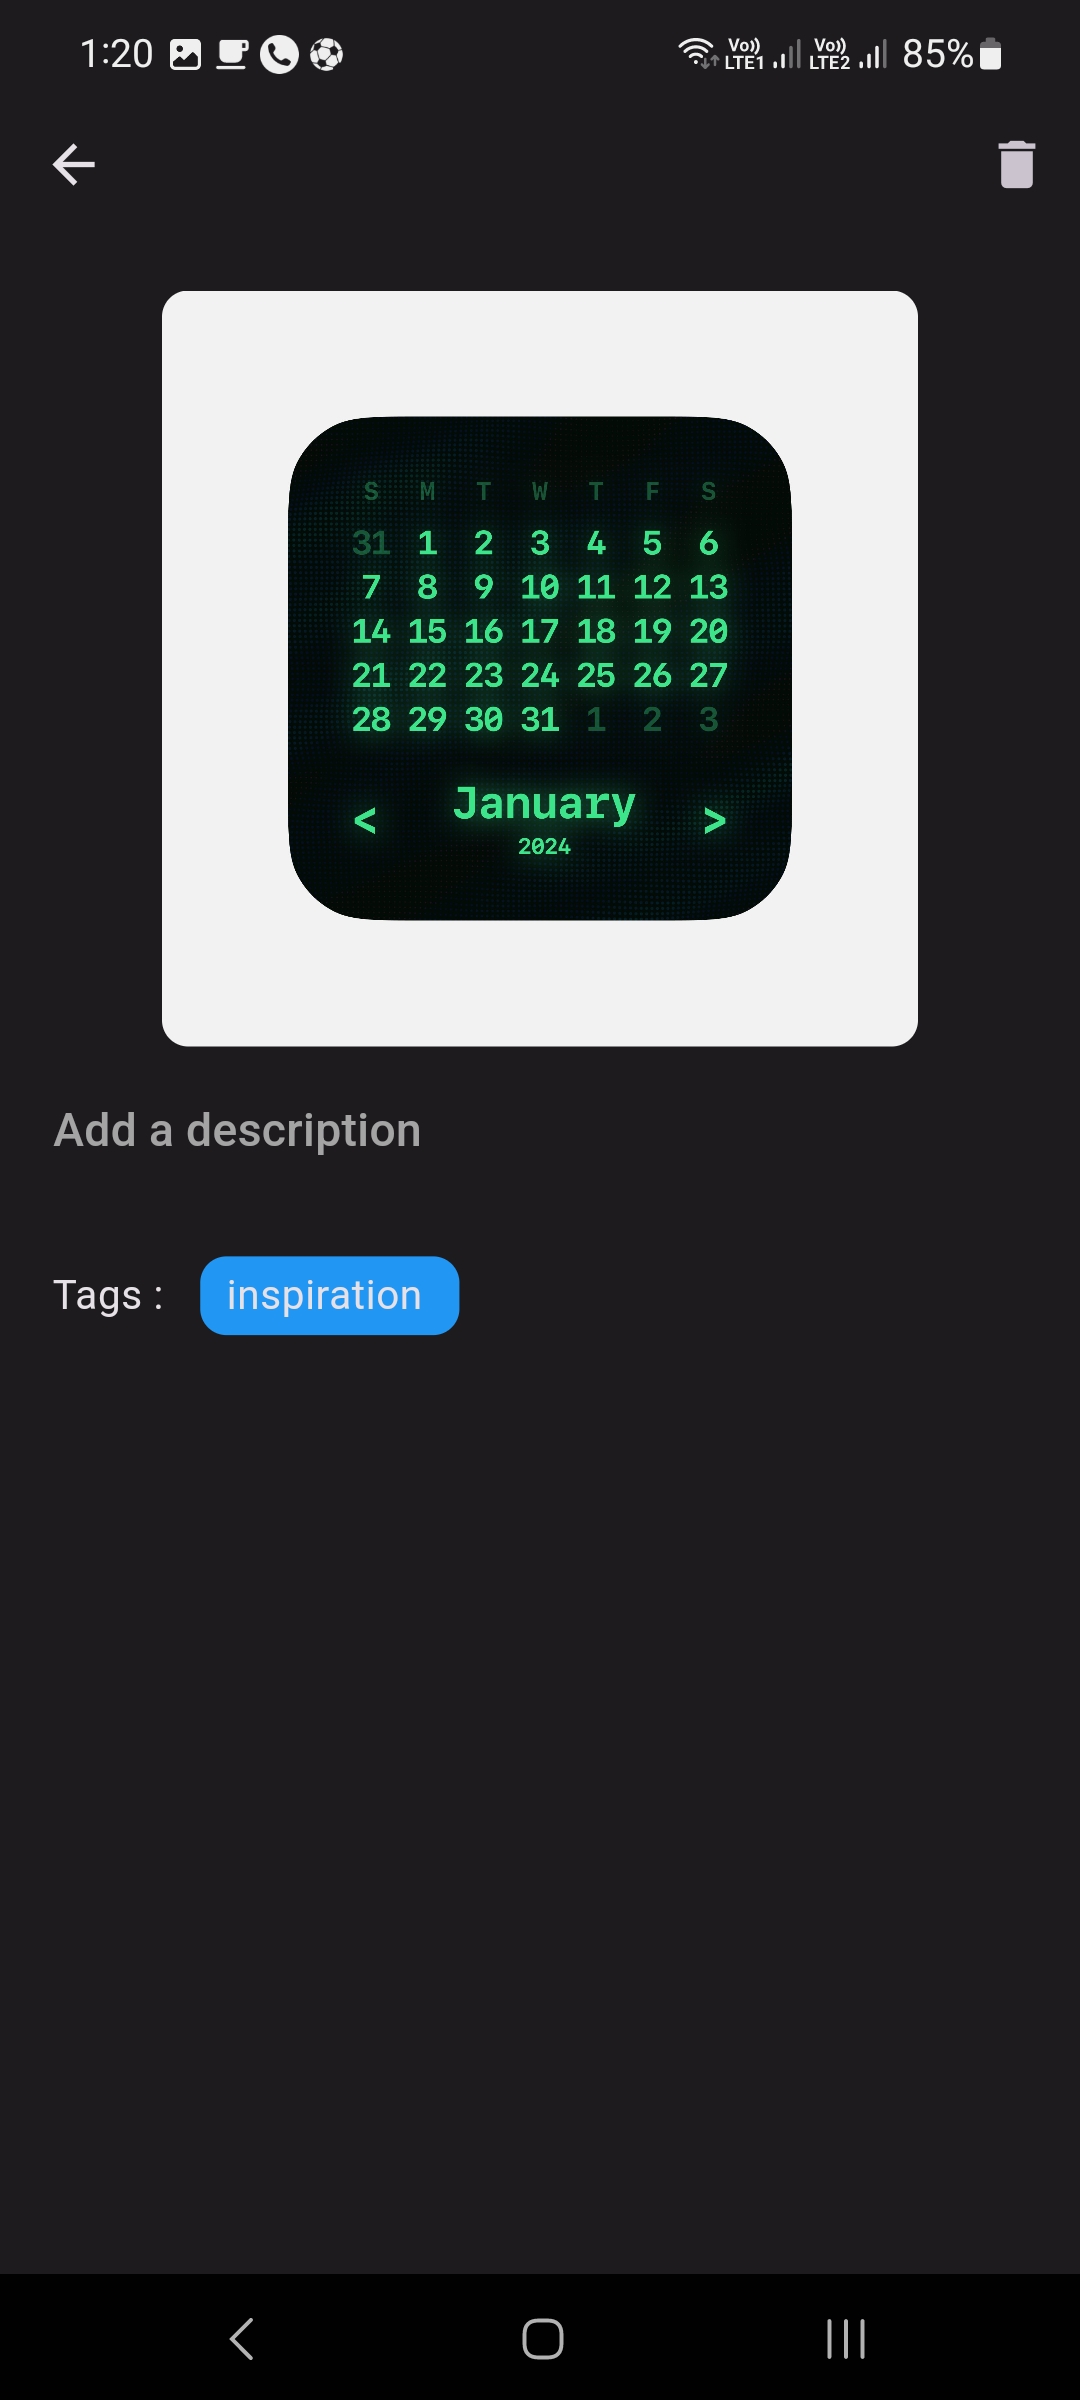 1:20 Vo)) LTE1 Vo)) LTE2 85%
S M T W T F S
31 1 2 3 4 5 6
7 8 9 10 11 12 13
14 15 16 17 18 19 20
21 22 23 24 25 26 27
28 29 30 31 1 2 3
< January >
2024
Add a description
Tags : inspiration